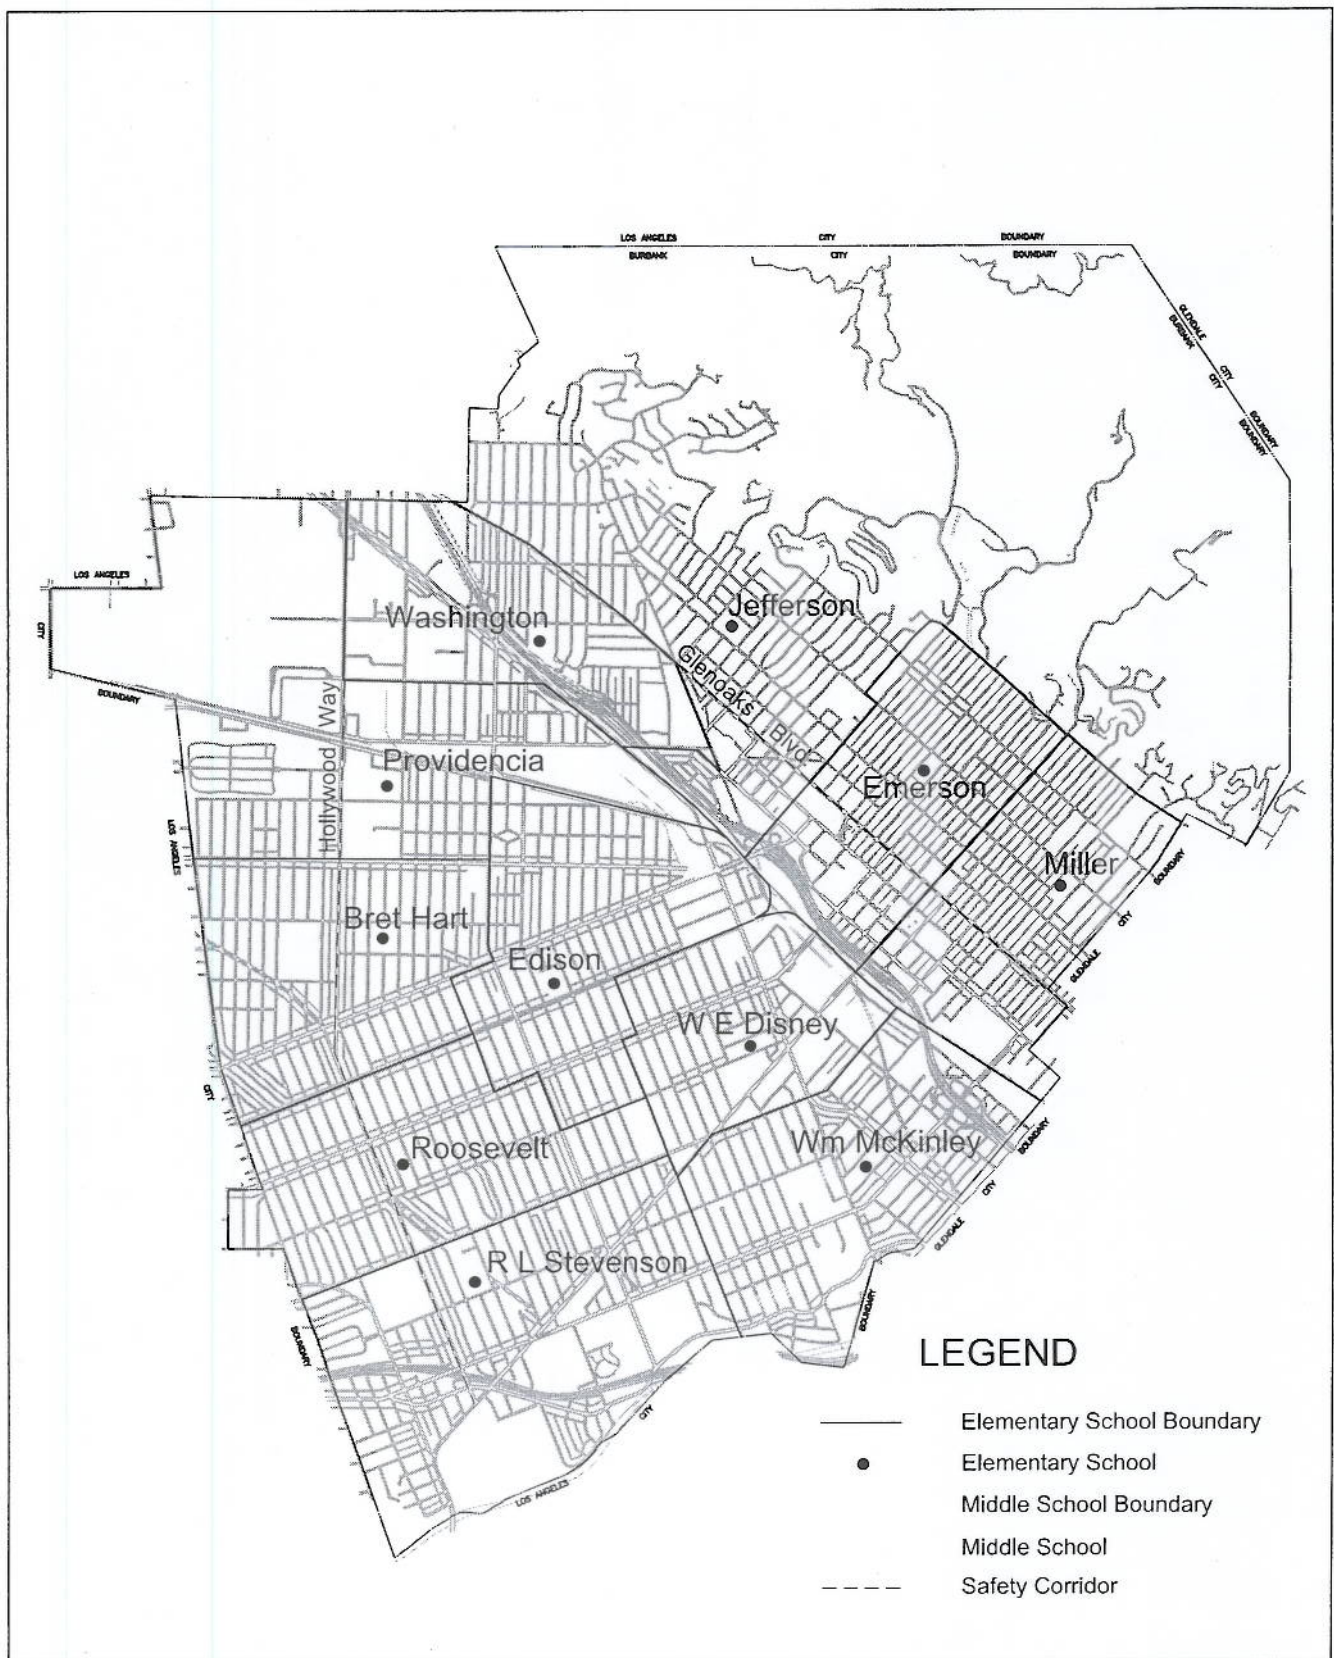 LOS ANGELES CITY BOUNDARY
BURBANK CITY BOUNDARY
GLENDALE CITY BOUNDARY
BURBANK CITY BOUNDARY
LOS ANGELES
CITY
BOUNDARY
Washington
Jefferson
Glenoaks Blvd
Hollywood Way
Providencia
Emerson
LOS ANGELES
Miller
BOUNDARY
CITY
GLENDALE
Bret Hart
Edison
W E Disney
CITY
Roosevelt
Wm McKinley
BOUNDARY
CITY
GLENDALE
R L Stevenson
BOUNDARY
BOUNDARY
CITY
LOS ANGELES
LEGEND
Elementary School Boundary
Elementary School
Middle School Boundary
Middle School
Safety Corridor